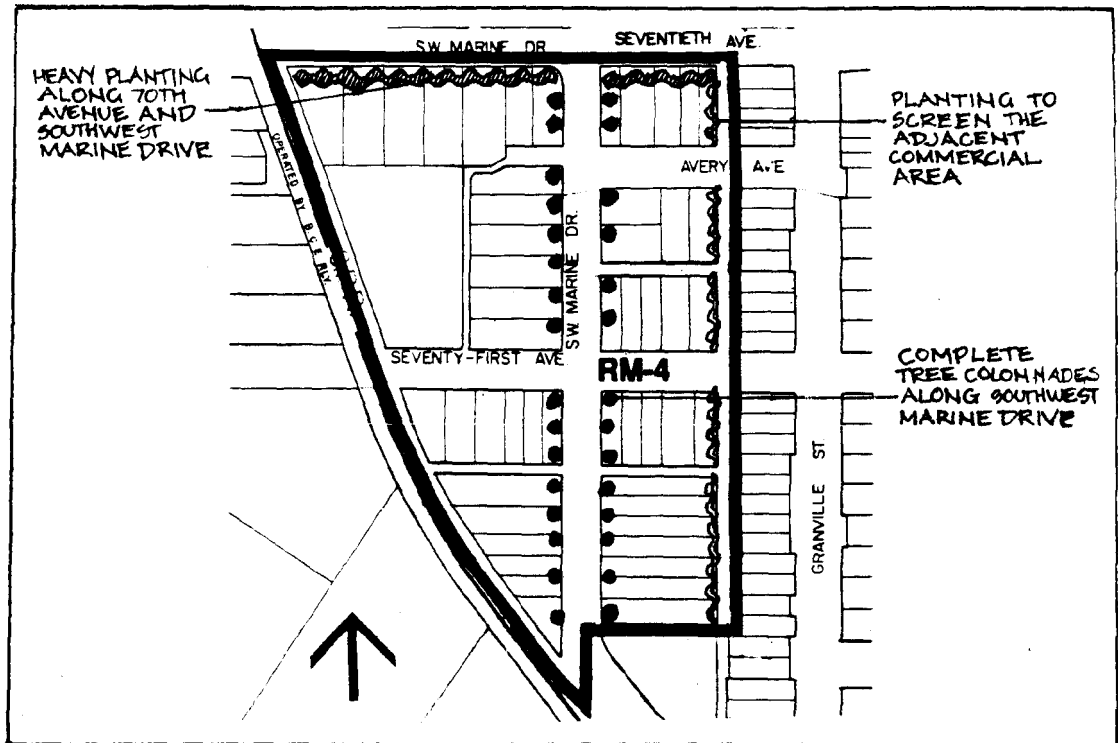 S.W. MARINE DR.
SEVENTIETH AVE.
HEAVY PLANTING
ALONG 70TH
AVENUE AND
SOUTHWEST
MARINE DRIVE
PLANTING TO
SCREEN THE
ADJACENT
COMMERCIAL
AREA
OPERATED BY B.C.E. RLY.
AVERY AVE
S.W. MARINE DR.
SEVENTY-FIRST AVE
RM-4
COMPLETE
TREE COLONNADES
ALONG SOUTHWEST
MARINE DRIVE
GRANVILLE ST